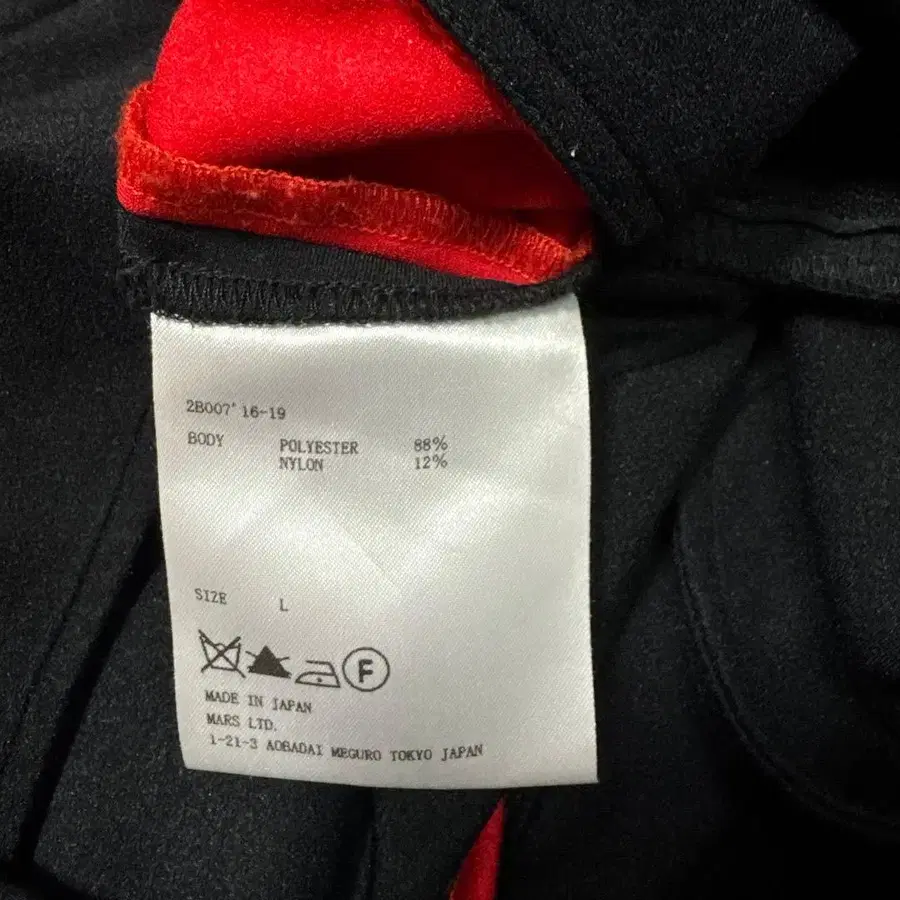 2B007' 16-19
BODY POLYESTER 88%
NYLON 12%
SIZE L
F
MADE IN JAPAN
MARS LTD.
1-21-3 AOBADAI MEGURO TOKYO JAPAN